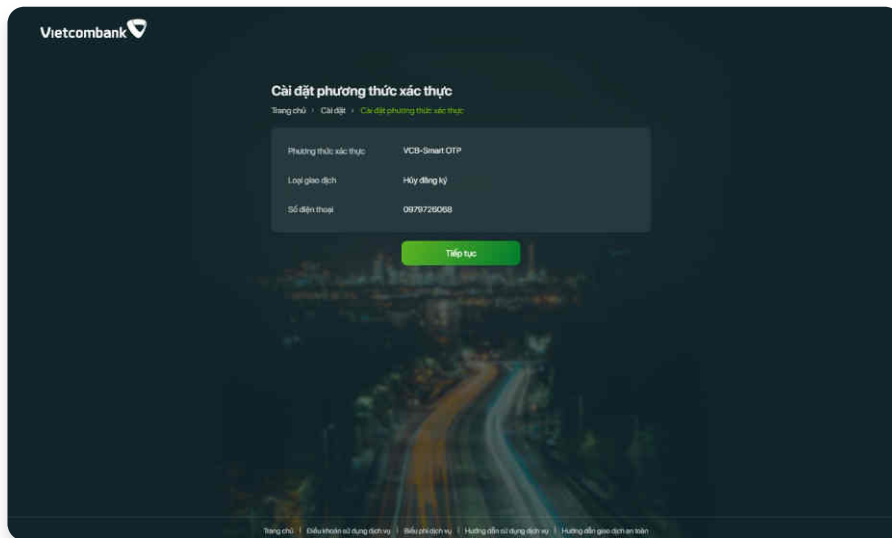 Vietcombank
Cài đặt phương thức xác thực
Trang chủ › Cài đặt › Cài đặt phương thức xác thực
Phương thức xác thực VCB-Smart OTP
Loại giao dịch Hủy đăng ký
Số điện thoại 0979726068
Tiếp tục
Trang chủ | Điều khoản sử dụng dịch vụ | Biểu phí dịch vụ | Hướng dẫn sử dụng dịch vụ | Hướng dẫn giao dịch an toàn